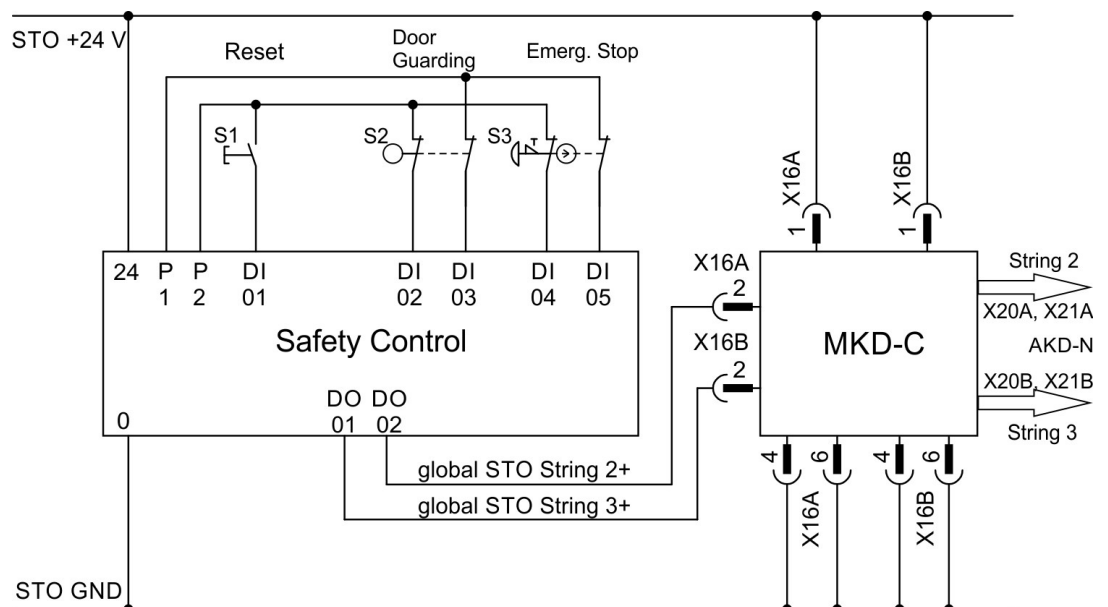 STO +24 V
Reset
Door
Guarding
Emerg. Stop
S1
S2
S3
X16A
X16B
1
1
24
P
1
P
2
DI
01
DI
02
DI
03
DI
04
DI
05
Safety Control
0
DO
01
DO
02
X16A
2
X16B
2
MKD-C
String 2
X20A, X21A
AKD-N
X20B, X21B
String 3
global STO String 2+
global STO String 3+
4
6
4
6
X16A
X16B
STO GND